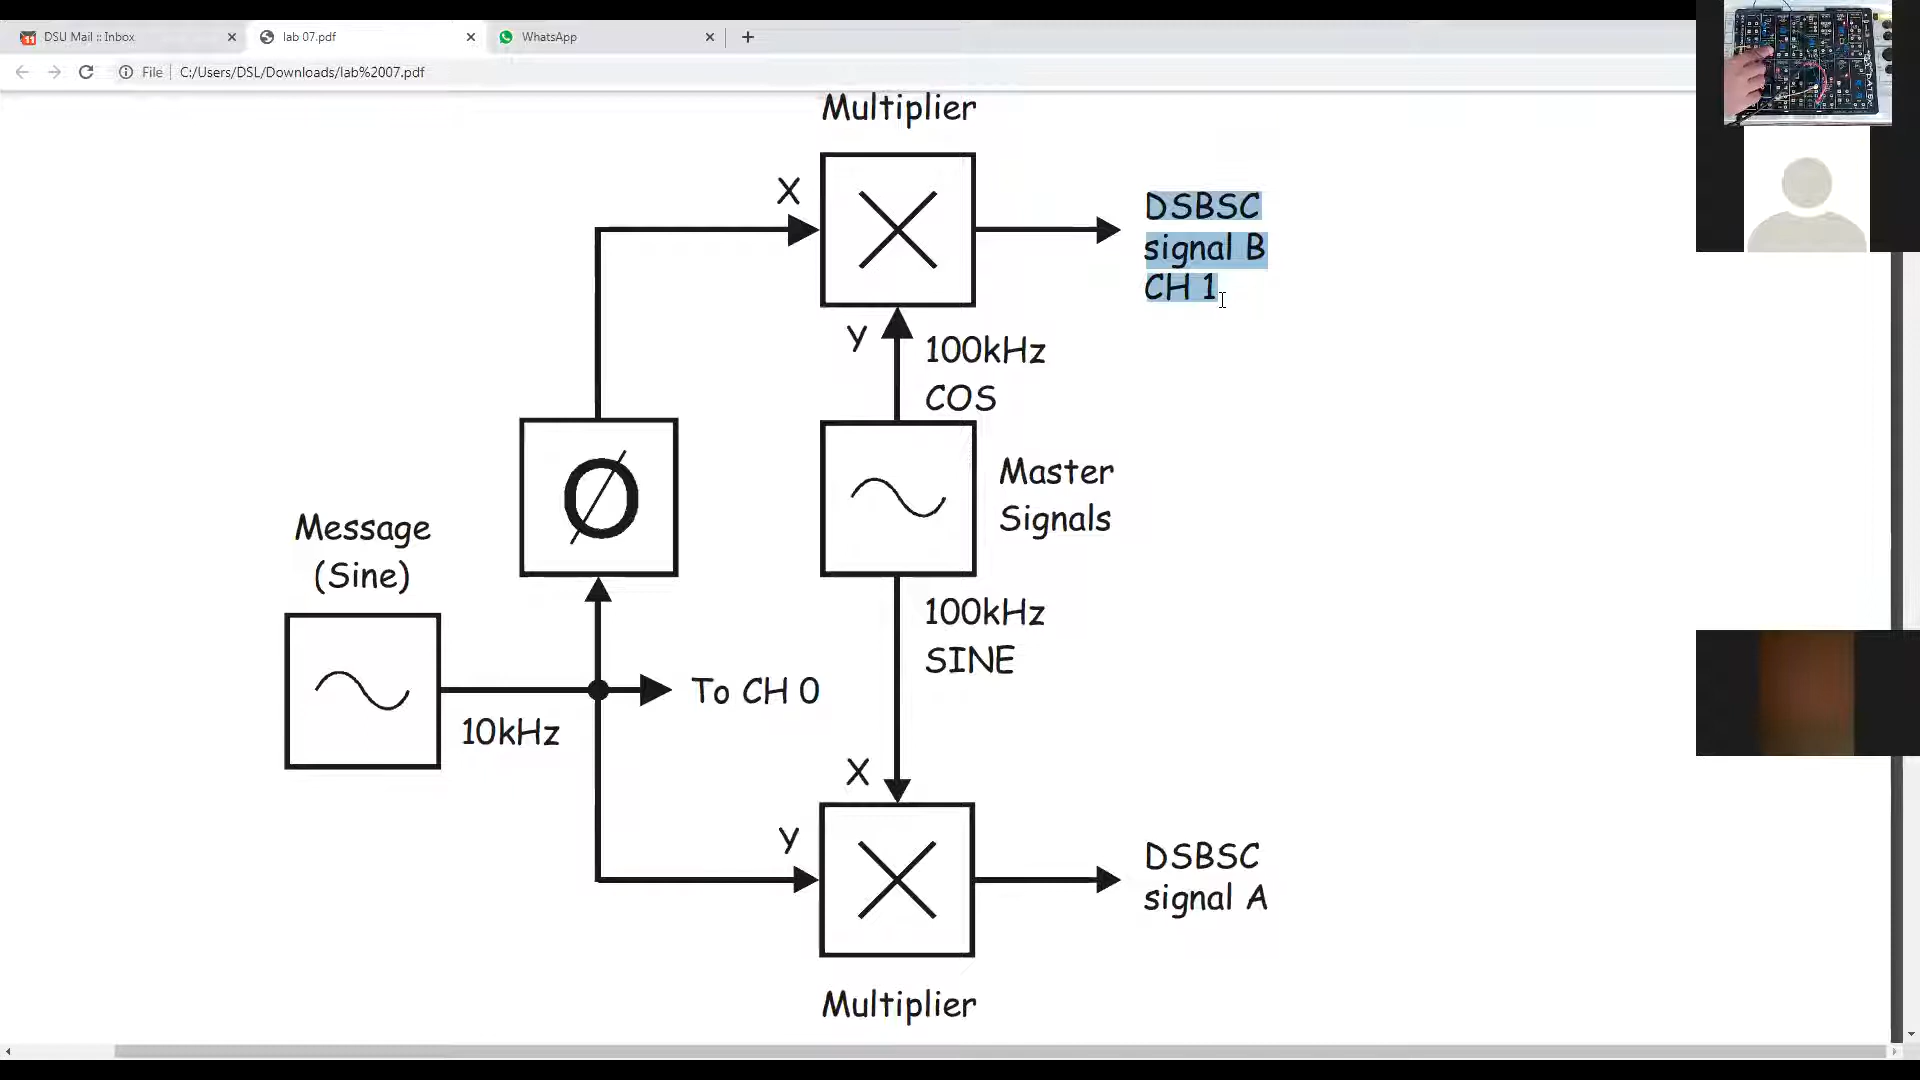 DSU Mail :: Inbox
lab 07.pdf
WhatsApp
File
C:/Users/DSL/Downloads/lab%2007.pdf
Multiplier
X
DSBSC
signal B
CH 1
Y
100kHz
COS
Ø
Master
Signals
Message
(Sine)
100kHz
SINE
To CH 0
10kHz
X
Y
DSBSC
signal A
Multiplier